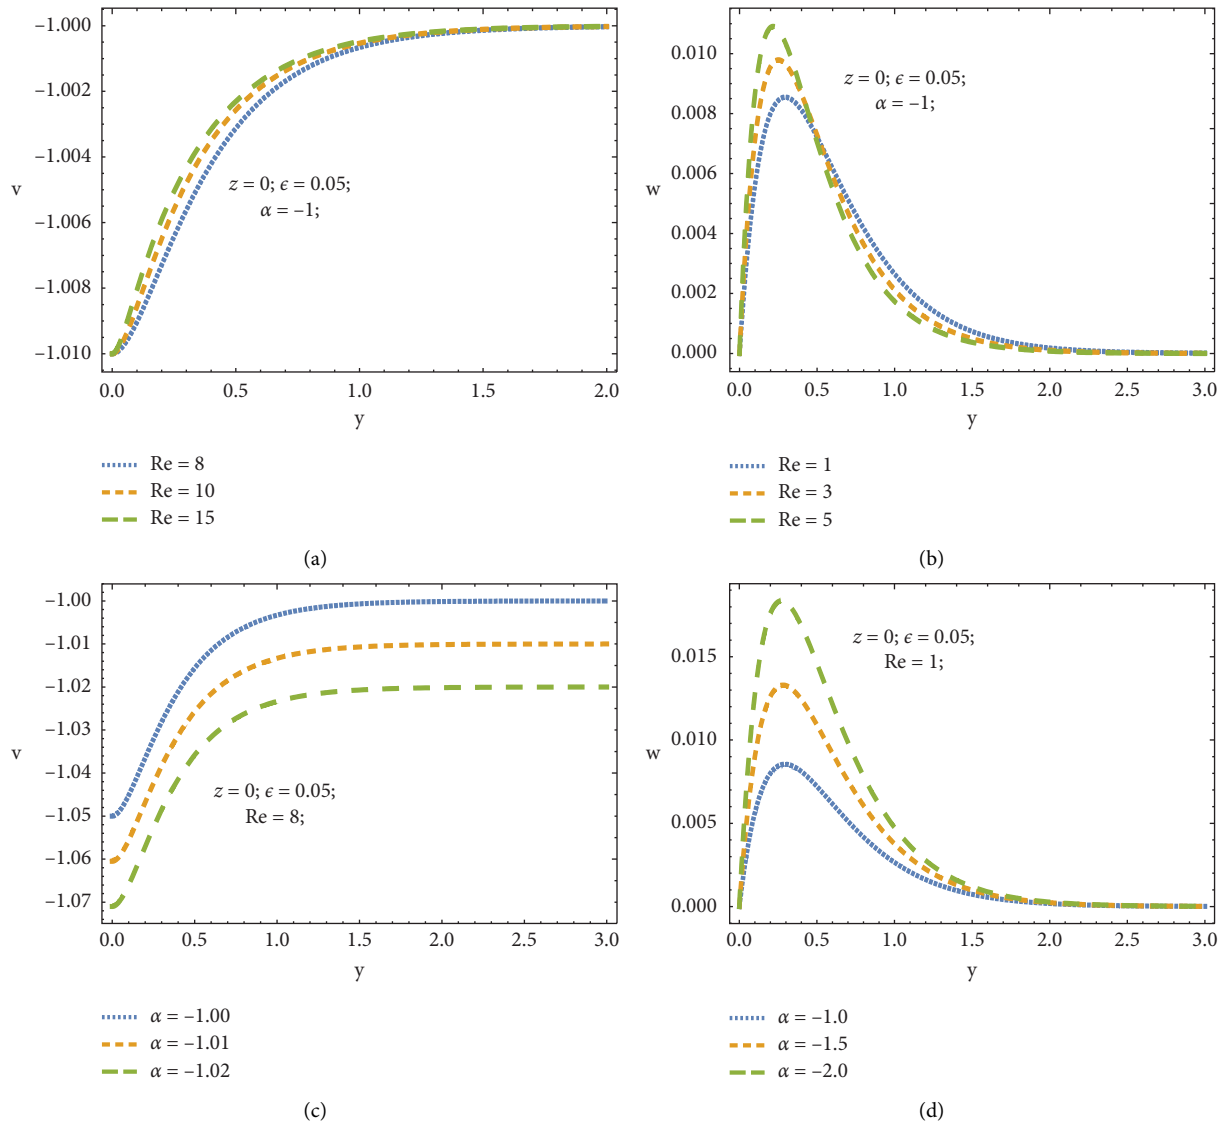 −1.000
−1.002
−1.004
−1.006
−1.008
−1.010
v
z = 0; ϵ = 0.05;
α = −1;
0.0 0.5 1.0 1.5 2.0
y
Re = 8
Re = 10
Re = 15
(a)
0.010
0.008
0.006
0.004
0.002
0.000
w
z = 0; ϵ = 0.05;
α = −1;
0.0 0.5 1.0 1.5 2.0 2.5 3.0
y
Re = 1
Re = 3
Re = 5
(b)
−1.00
−1.01
−1.02
−1.03
−1.04
−1.05
−1.06
−1.07
v
z = 0; ϵ = 0.05;
Re = 8;
0.0 0.5 1.0 1.5 2.0 2.5 3.0
y
α = −1.00
α = −1.01
α = −1.02
(c)
0.015
0.010
0.005
0.000
w
z = 0; ϵ = 0.05;
Re = 1;
0.0 0.5 1.0 1.5 2.0 2.5 3.0
y
α = −1.0
α = −1.5
α = −2.0
(d)